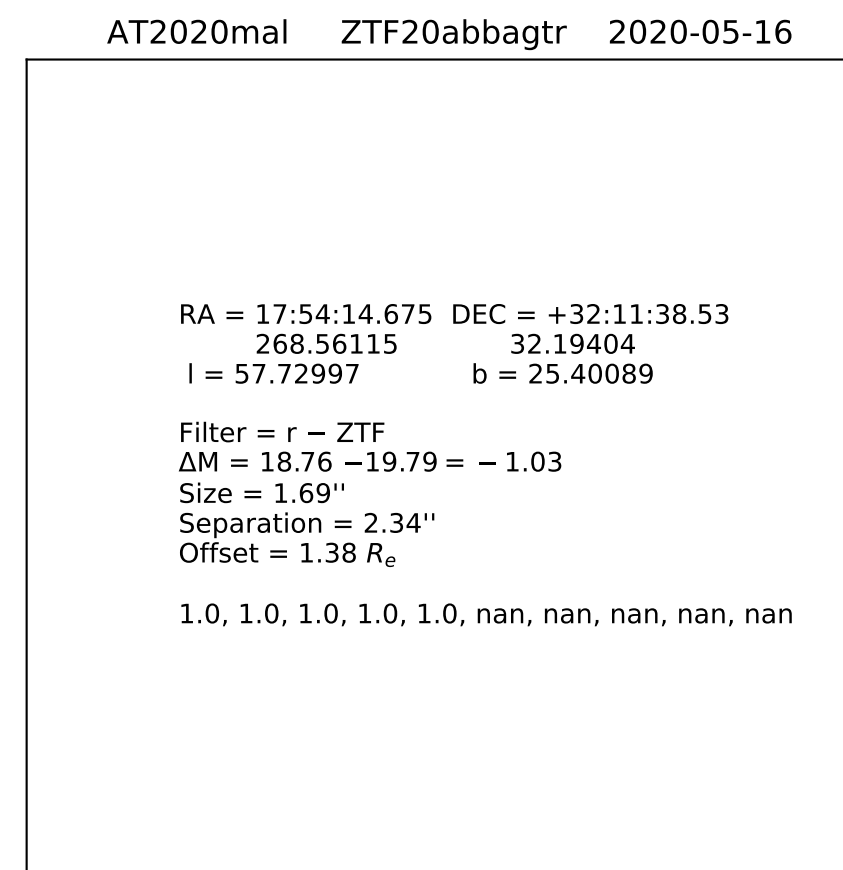 AT2020mal ZTF20abbagtr 2020-05-16
RA = 17:54:14.675 DEC = +32:11:38.53
268.56115 32.19404
l = 57.72997 b = 25.40089
Filter = r − ZTF
ΔM = 18.76 −19.79 = − 1.03
Size = 1.69''
Separation = 2.34''
Offset = 1.38 Re
1.0, 1.0, 1.0, 1.0, 1.0, nan, nan, nan, nan, nan